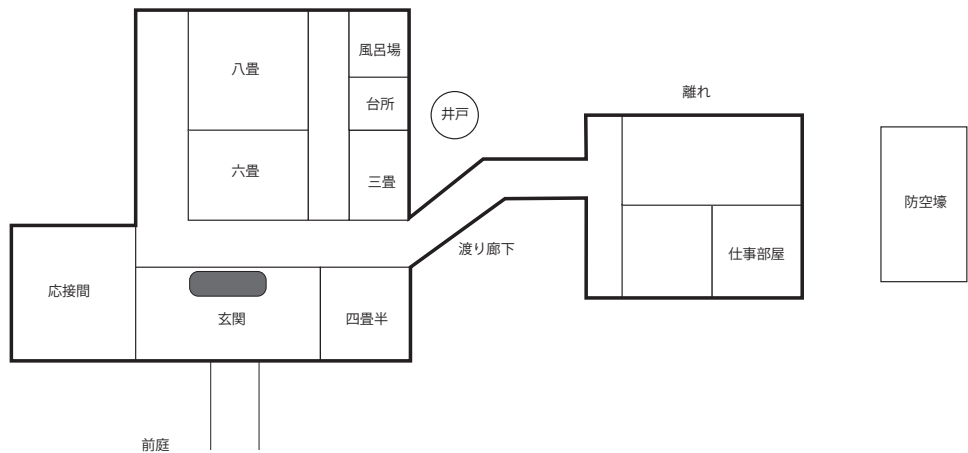 風呂場
八畳
離れ
台所
井戸
六畳
三畳
防空壕
渡り廊下
仕事部屋
応接間
玄関
四畳半
前庭